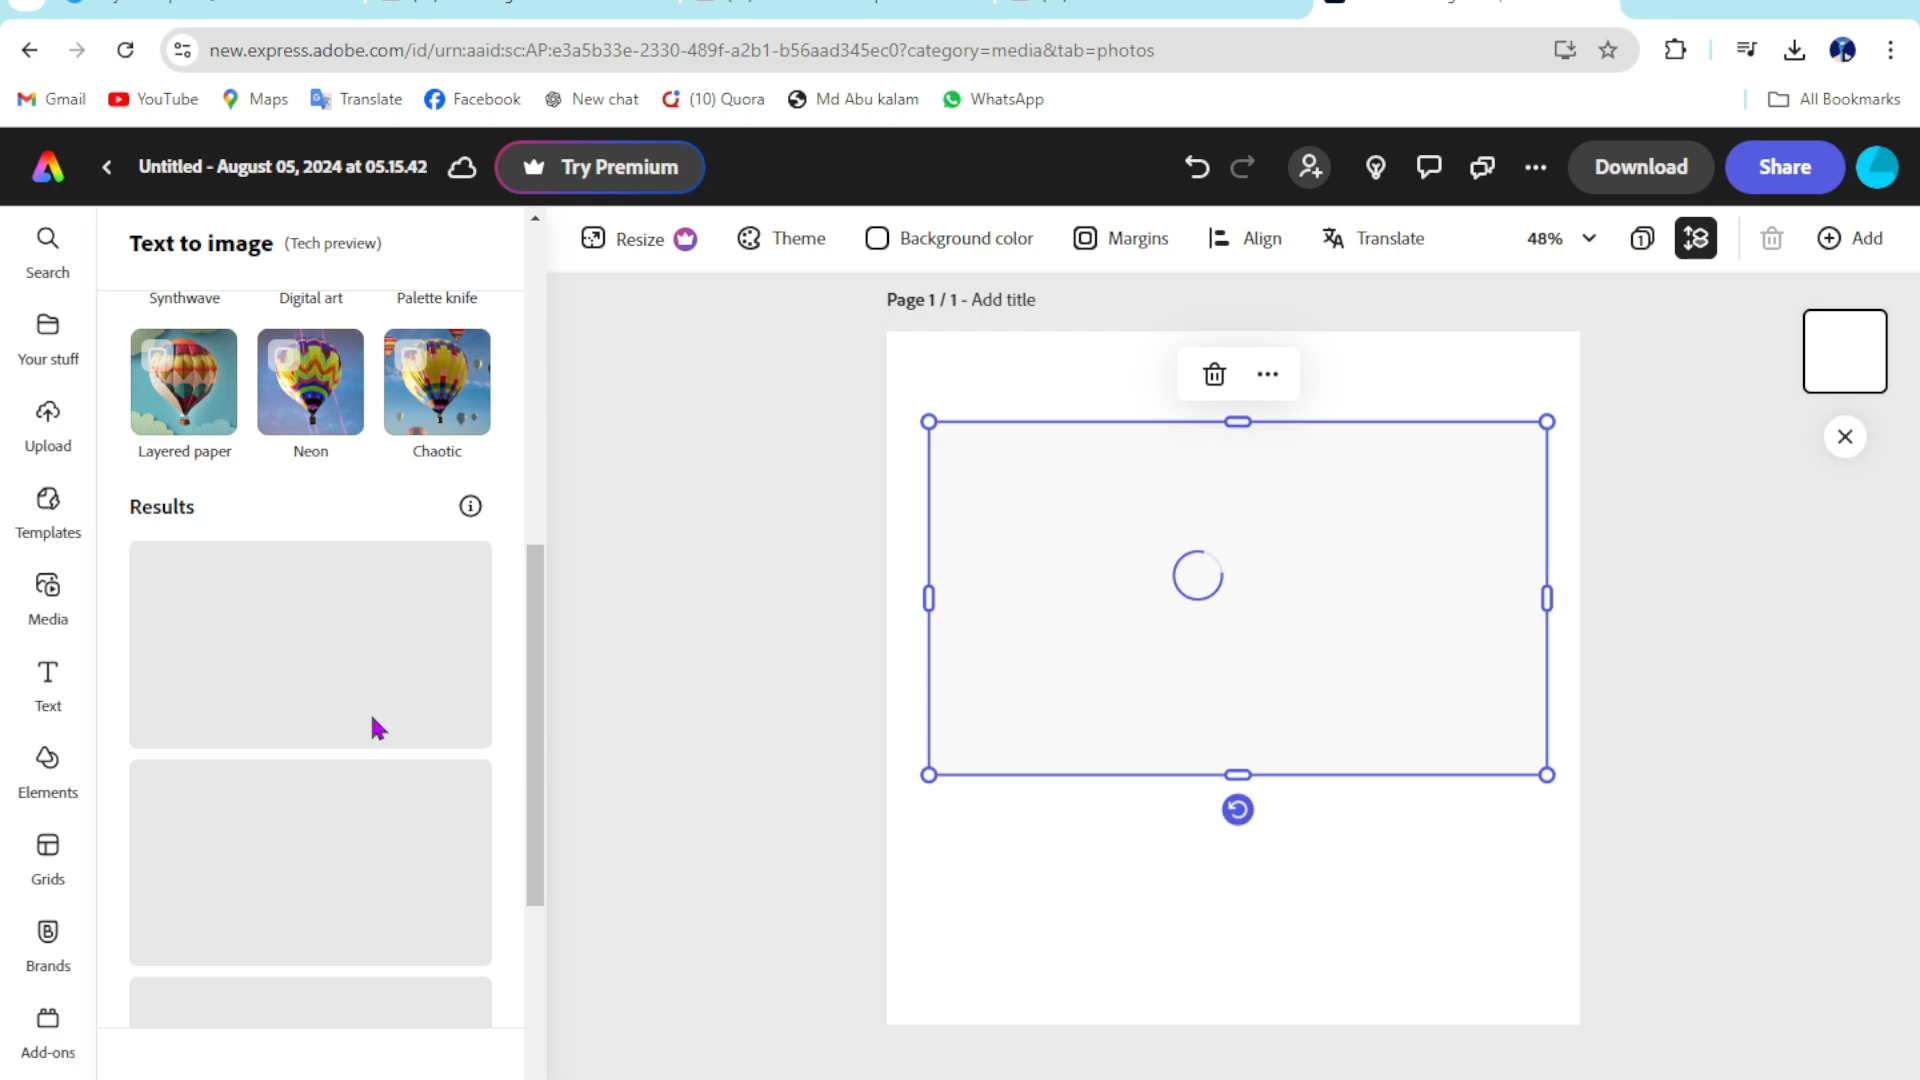 new.express.adobe.com/id/urn:aaid:sc:AP:e3a5b33e-2330-489f-a2b1-b56aad345ec0?category=media&tab=photos
Gmail YouTube Maps Translate Facebook New chat (10) Quora Md Abu kalam WhatsApp All Bookmarks
Untitled - August 05, 2024 at 05.15.42 Try Premium Download Share
Search
Your stuff
Upload
Templates
Media
Text
Elements
Grids
Brands
Add-ons
Text to image (Tech preview)
Synthwave Digital art Palette knife
Layered paper Neon Chaotic
Results
Resize Theme Background color Margins Align Translate 48% 1 Add
Page 1 / 1 - Add title